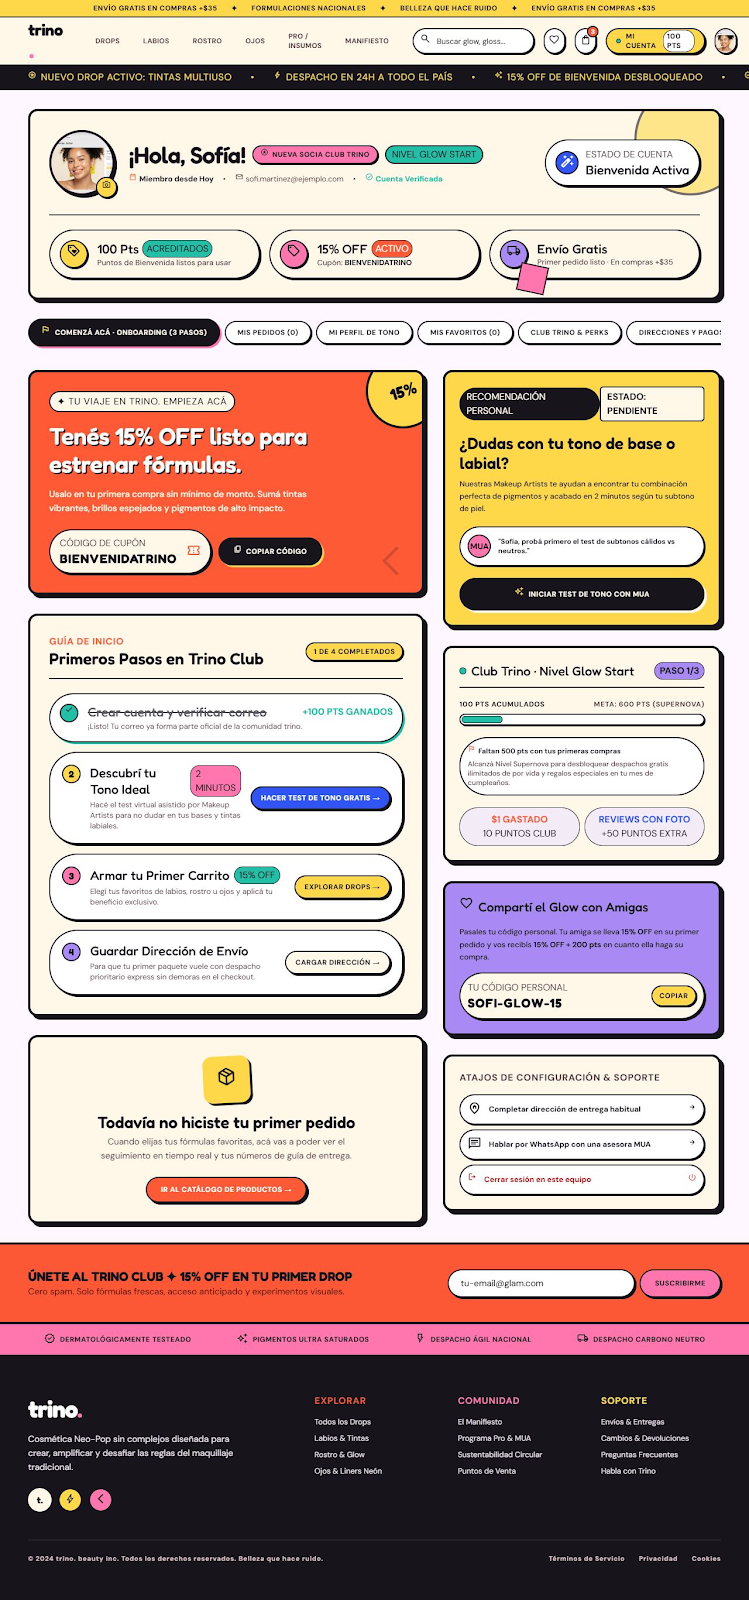 ENVÍO GRATIS EN COMPRAS +$35 ✦ FORMULACIONES NACIONALES ✦ BELLEZA QUE HACE RUIDO ✦ ENVÍO GRATIS EN COMPRAS +$35
trino
DROPS
LABIOS
ROSTRO
OJOS
PRO /
INSUMOS
MANIFIESTO
Buscar glow, gloss...
3
MI
CUENTA
100
PTS
NUEVO DROP ACTIVO: TINTAS MULTIUSO • DESPACHO EN 24H A TODO EL PAÍS • 15% OFF DE BIENVENIDA DESBLOQUEADO •
¡Hola, Sofía!
NUEVA SOCIA CLUB TRINO
NIVEL GLOW START
Miembro desde Hoy • sofi.martinez@ejemplo.com • Cuenta Verificada
ESTADO DE CUENTA
Bienvenida Activa
100 Pts ACREDITADOS
Puntos de Bienvenida listos para usar
15% OFF ACTIVO
Cupón: BIENVENIDATRINO
Envío Gratis
Primer pedido listo · En compras +$35
COMENZÁ ACÁ · ONBOARDING (3 PASOS)
MIS PEDIDOS (0)
MI PERFIL DE TONO
MIS FAVORITOS (0)
CLUB TRINO & PERKS
DIRECCIONES Y PAGOS
✦ TU VIAJE EN TRINO. EMPIEZA ACÁ
15%
Tenés 15% OFF listo para
estrenar fórmulas.
Usalo en tu primera compra sin mínimo de monto. Sumá tintas
vibrantes, brillos espejados y pigmentos de alto impacto.
CÓDIGO DE CUPÓN
BIENVENIDATRINO
COPIAR CÓDIGO
GUÍA DE INICIO
Primeros Pasos en Trino Club
1 DE 4 COMPLETADOS
Crear cuenta y verificar correo
+100 PTS GANADOS
¡Listo! Tu correo ya forma parte oficial de la comunidad trino.
2
Descubrí tu
Tono Ideal
2
MINUTOS
Hacé el test virtual asistido por Makeup
Artists para no dudar en tus bases y tintas
labiales.
HACER TEST DE TONO GRATIS →
3
Armar tu Primer Carrito
15% OFF
Elegí tus favoritos de labios, rostro u ojos y aplicá tu
beneficio exclusivo.
EXPLORAR DROPS →
4
Guardar Dirección de Envío
Para que tu primer paquete vuele con despacho
prioritario express sin demoras en el checkout.
CARGAR DIRECCIÓN →
Todavía no hiciste tu primer pedido
Cuando elijas tus fórmulas favoritas, acá vas a poder ver el
seguimiento en tiempo real y tus números de guía de entrega.
IR AL CATÁLOGO DE PRODUCTOS →
RECOMENDACIÓN
PERSONAL
ESTADO:
PENDIENTE
¿Dudas con tu tono de base o
labial?
Nuestras Makeup Artists te ayudan a encontrar tu combinación
perfecta de pigmentos y acabado en 2 minutos según tu subtono
de piel.
MUA
"Sofía, probá primero el test de subtonos cálidos vs
neutros."
INICIAR TEST DE TONO CON MUA
Club Trino · Nivel Glow Start
PASO 1/3
100 PTS ACUMULADOS
META: 600 PTS (SUPERNOVA)
Faltan 500 pts con tus primeras compras
Alcanzá Nivel Supernova para desbloquear despachos gratis
ilimitados de por vida y regalos especiales en tu mes de
cumpleaños.
$1 GASTADO
10 PUNTOS CLUB
REVIEWS CON FOTO
+50 PUNTOS EXTRA
Compartí el Glow con Amigas
Pasales tu código personal. Tu amiga se lleva 15% OFF en su primer
pedido y vos recibís 15% OFF + 200 pts en cuanto ella haga su
compra.
TU CÓDIGO PERSONAL
SOFI-GLOW-15
COPIAR
ATAJOS DE CONFIGURACIÓN & SOPORTE
Completar dirección de entrega habitual →
Hablar por WhatsApp con una asesora MUA →
Cerrar sesión en este equipo
ÚNETE AL TRINO CLUB ✦ 15% OFF EN TU PRIMER DROP
Cero spam. Solo fórmulas frescas, acceso anticipado y experimentos visuales.
tu-email@glam.com
SUSCRIBIRME
DERMATOLÓGICAMENTE TESTEADO
PIGMENTOS ULTRA SATURADOS
DESPACHO ÁGIL NACIONAL
DESPACHO CARBONO NEUTRO
trino.
Cosmética Neo-Pop sin complejos diseñada para
crear, amplificar y desafiar las reglas del maquillaje
tradicional.
t.
EXPLORAR
Todos los Drops
Labios & Tintas
Rostro & Glow
Ojos & Liners Neón
COMUNIDAD
El Manifiesto
Programa Pro & MUA
Sustentabilidad Circular
Puntos de Venta
SOPORTE
Envíos & Entregas
Cambios & Devoluciones
Preguntas Frecuentes
Habla con Trino
© 2024 trino. beauty inc. Todos los derechos reservados. Belleza que hace ruido.
Términos de Servicio
Privacidad
Cookies